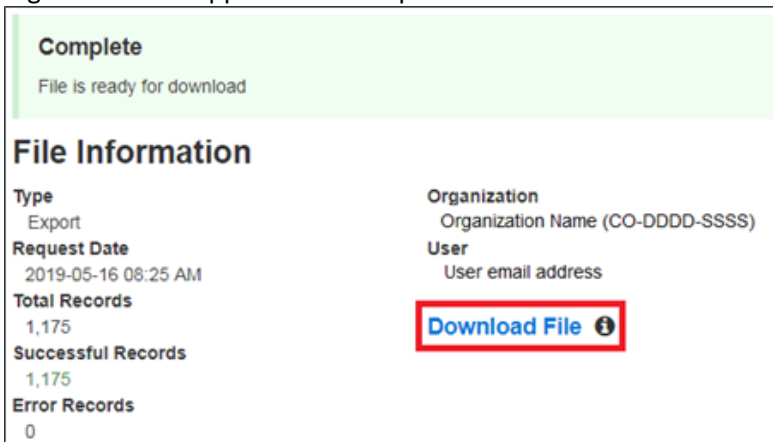 Complete
File is ready for download
File Information
Type
Export
Request Date
2019-05-16 08:25 AM
Total Records
1,175
Successful Records
1,175
Error Records
0
Organization
Organization Name (CO-DDDD-SSSS)
User
User email address
Download File